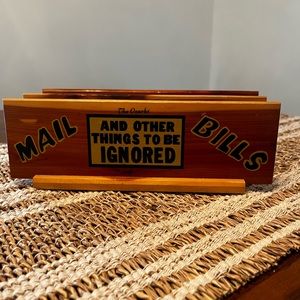 The Ozarks
MAIL
AND OTHER
THINGS TO BE
IGNORED
BILLS